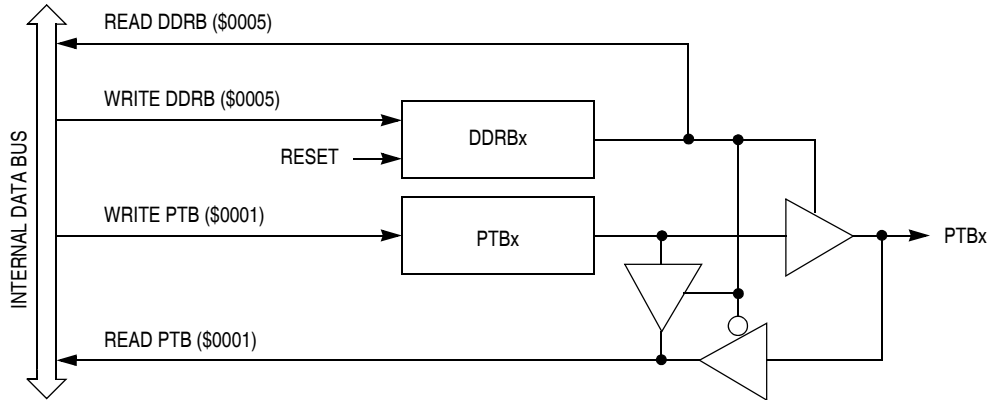 READ DDRB ($0005)
WRITE DDRB ($0005)
DDRBx
RESET
INTERNAL DATA BUS
WRITE PTB ($0001)
PTBx
PTBx
READ PTB ($0001)